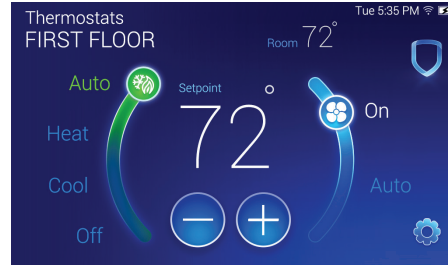 Tue 5:35 PM
Thermostats
FIRST FLOOR
Room 72°
Auto
Setpoint
72°
On
Heat
Cool
Auto
Off